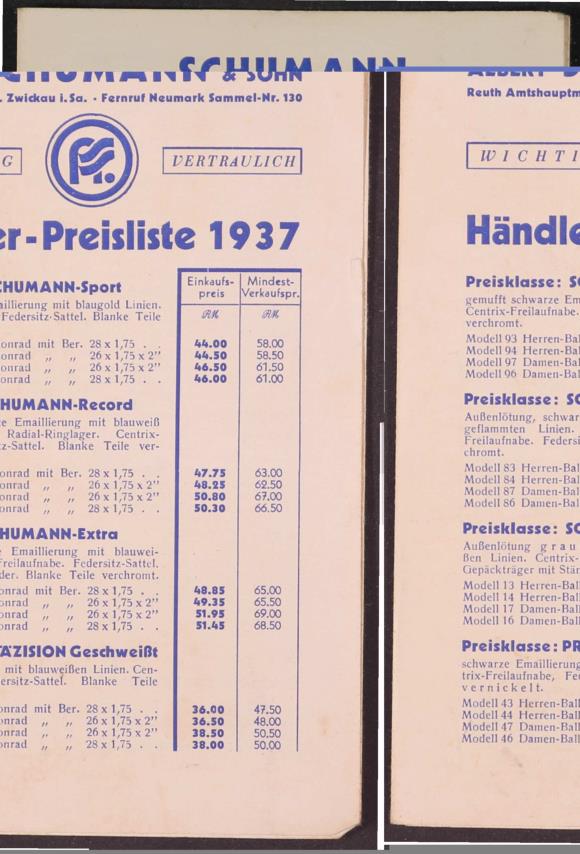 SCHUMANN
SCHUMANN & SOHN
Zwickau i. Sa. · Fernruf Neumark Sammel-Nr. 130
G
VERTRAULICH
er-Preisliste 1937
Einkaufs-preis
Mindest-Verkaufspr.
RM
RM
CHUMANN-Sport
aillierung mit blaugold Linien.
Federsitz-Sattel. Blanke Teile
onrad mit Ber. 28 x 1,75 . . 44.00 58.00
onrad „ „ 26 x 1,75 x 2” 44.50 58.50
onrad „ „ 26 x 1,75 x 2” 46.50 61.50
onrad „ „ 28 x 1,75 . . 46.00 61.00
HUMANN-Record
e Emaillierung mit blauweiß
Radial-Ringlager. Centrix-
tz-Sattel. Blanke Teile ver-
onrad mit Ber. 28 x 1,75 . . 47.75 63.00
onrad „ „ 26 x 1,75 x 2” 48.25 62.50
onrad „ „ 26 x 1,75 x 2” 50.80 67.00
onrad „ „ 28 x 1,75 . . 50.30 66.50
HUMANN-Extra
e Emaillierung mit blauwei-
Freilaufnabe. Federsitz-Sattel.
der. Blanke Teile verchromt.
onrad mit Ber. 28 x 1,75 . . 48.85 65.00
onrad „ „ 26 x 1,75 x 2” 49.35 65.50
onrad „ „ 26 x 1,75 x 2” 51.95 69.00
onrad „ „ 28 x 1,75 . . 51.45 68.50
ÄZISION Geschweißt
mit blauweißen Linien. Cen-
ersitz-Sattel. Blanke Teile
onrad mit Ber. 28 x 1,75 . . 36.00 47.50
onrad „ „ 26 x 1,75 x 2” 36.50 48.00
onrad „ „ 26 x 1,75 x 2” 38.50 50.50
onrad „ „ 28 x 1,75 . . 38.00 50.00
ALBERT
Reuth Amtshauptm
WICHTI
Händle
Preisklasse: SC
gemufft schwarze Em
Centrix-Freilaufnabe.
verchromt.
Modell 93 Herren-Bal
Modell 94 Herren-Bal
Modell 97 Damen-Bal
Modell 96 Damen-Bal
Preisklasse: SC
Außenlötung, schwar
geflammten Linien.
Freilaufnabe. Federsi
chromt.
Modell 83 Herren-Ball
Modell 84 Herren-Ball
Modell 87 Damen-Ball
Modell 86 Damen-Ball
Preisklasse: SC
Außenlötung grau
ßen Linien. Centrix-
Gepäckträger mit Stän
Modell 13 Herren-Ball
Modell 14 Herren-Ball
Modell 17 Damen-Ball
Modell 16 Damen-Ball
Preisklasse: PR
schwarze Emaillierung
trix-Freilaufnabe, Fed
vernickelt.
Modell 43 Herren-Ball
Modell 44 Herren-Ball
Modell 47 Damen-Ball
Modell 46 Damen-Ball